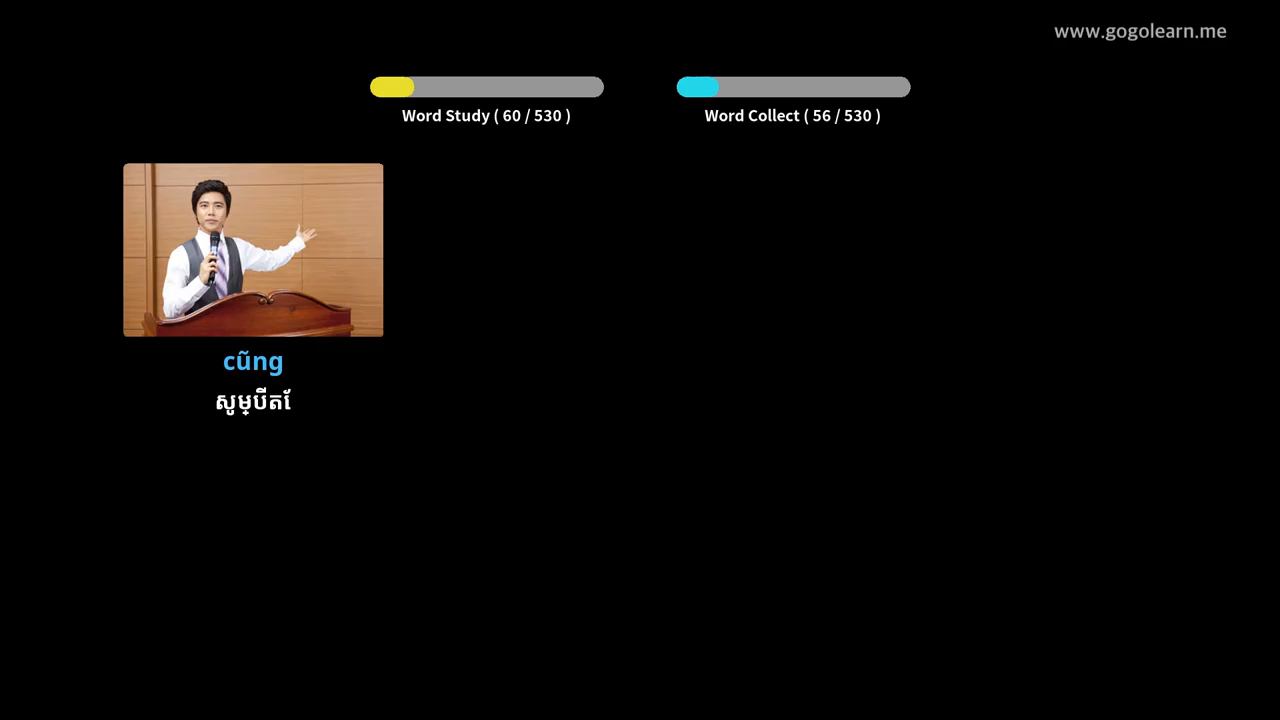 www.gogolearn.me
Word Study ( 60 / 530 )
Word Collect ( 56 / 530 )
cũng
សូម្បីតែ